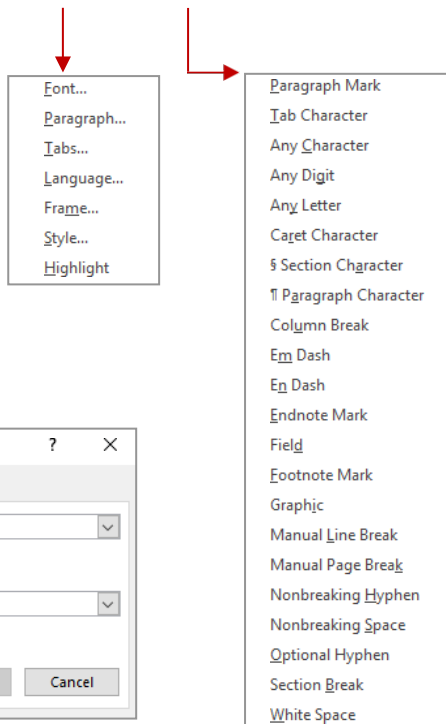 Font...
Paragraph...
Tabs...
Language...
Frame...
Style...
Highlight
Paragraph Mark
Tab Character
Any Character
Any Digit
Any Letter
Caret Character
§ Section Character
¶ Paragraph Character
Column Break
Em Dash
En Dash
Endnote Mark
Field
Footnote Mark
Graphic
Manual Line Break
Manual Page Break
Nonbreaking Hyphen
Nonbreaking Space
Optional Hyphen
Section Break
White Space
?
Cancel